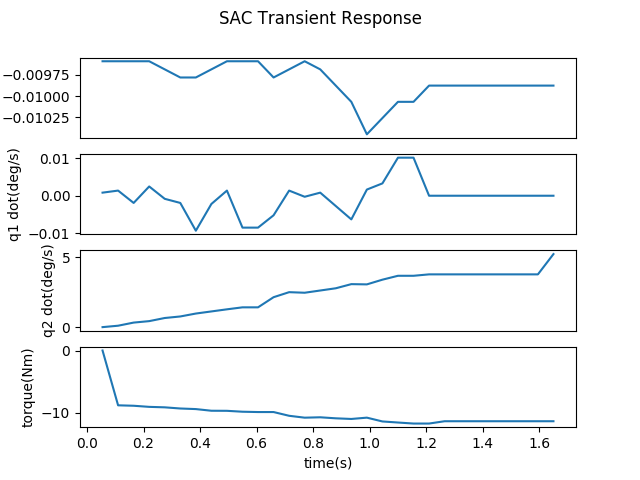 SAC Transient Response
−0.00975
−0.01000
−0.01025
q1 dot(deg/s)
0.01
0.00
−0.01
q2 dot(deg/s)
5
0
torque(Nm)
0
−10
0.0 0.2 0.4 0.6 0.8 1.0 1.2 1.4 1.6
time(s)